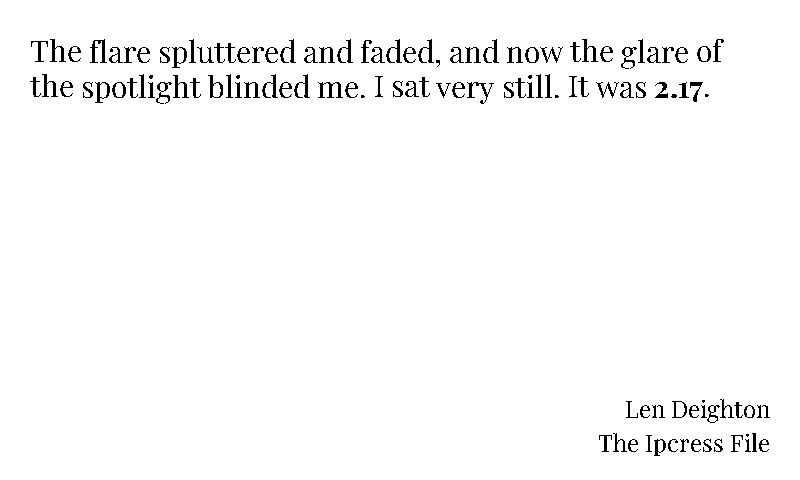 The flare spluttered and faded, and now the glare of
the spotlight blinded me. I sat very still. It was 2.17.
Len Deighton
The Ipcress File